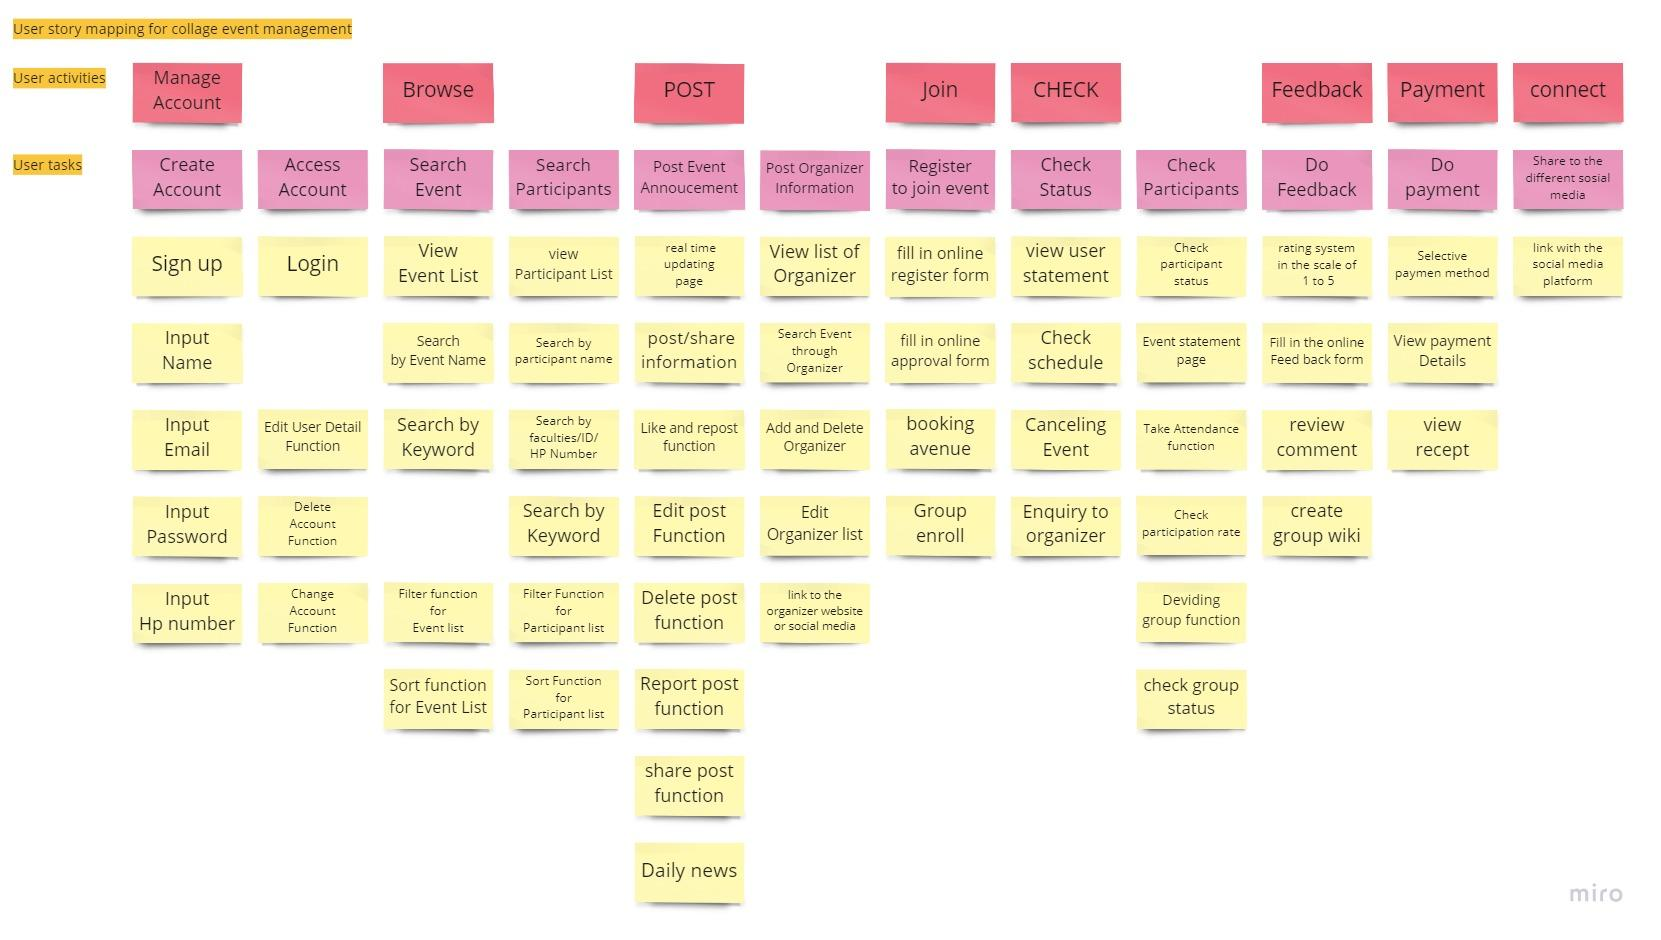 User story mapping for collage event management
User activities
Manage
Account
Browse
POST
Join
CHECK
Feedback
Payment
connect
User tasks
Create
Account
Access
Account
Search
Event
Search
Participants
Post Event
Annoucement
Post Organizer
Information
Register
to join event
Check
Status
Check
Participants
Do
Feedback
Do
payment
Share to the
different sosial
media
Sign up
Login
View
Event List
view
Participant List
real time
updating
page
View list of
Organizer
fill in online
register form
view user
statement
Check
participant
status
rating system
in the scale of
1 to 5
Selective
paymen method
link with the
social media
platform
Input
Name
Search
by Event Name
Search by
participant name
post/share
information
Search Event
through
Organizer
fill in online
approval form
Check
schedule
Event statement
page
Fill in the online
Feed back form
View payment
Details
Input
Email
Edit User Detail
Function
Search by
Keyword
Search by
faculties/ID/
HP Number
Like and repost
function
Add and Delete
Organizer
booking
avenue
Canceling
Event
Take Attendance
function
review
comment
view
recept
Input
Password
Delete
Account
Function
Search by
Keyword
Edit post
Function
Edit
Organizer list
Group
enroll
Enquiry to
organizer
Check
participation rate
create
group wiki
Input
Hp number
Change
Account
Function
Filter function
for
Event list
Filter Function
for
Participant list
Delete post
function
link to the
organizer website
or social media
Deviding
group function
Sort function
for Event List
Sort Function
for
Participant list
Report post
function
check group
status
share post
function
Daily news
miro